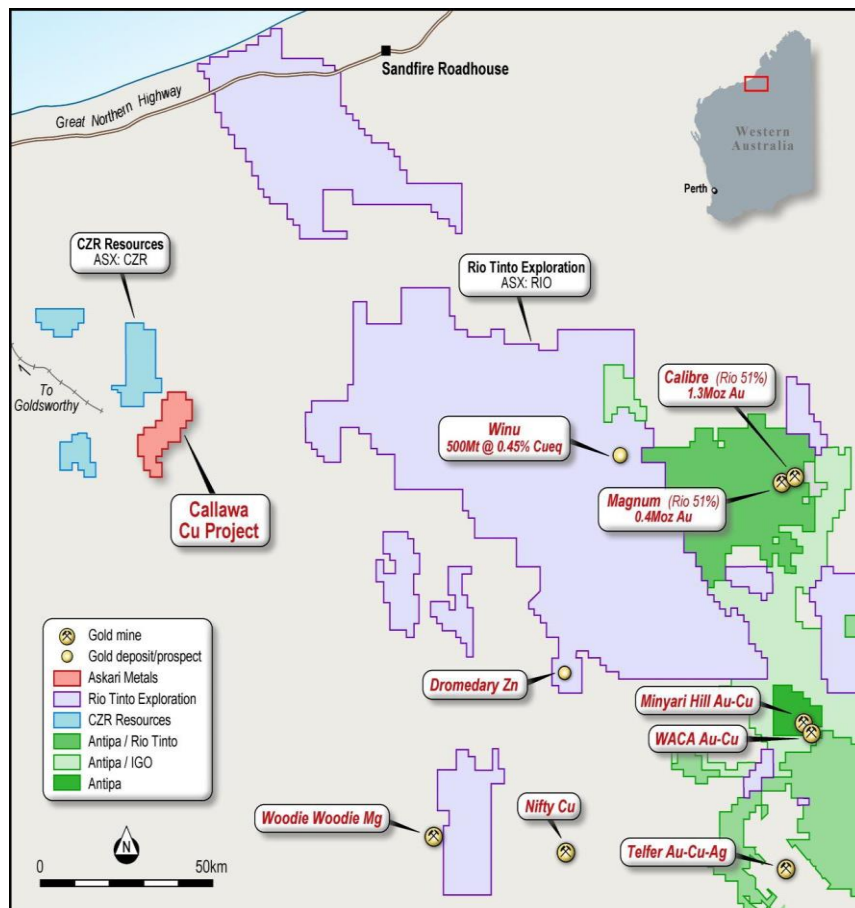 Sandfire Roadhouse
Great Northern Highway
Western
Australia
Perth
CZR Resources
ASX: CZR
Rio Tinto Exploration
ASX: RIO
To
Goldsworthy
Calibre (Rio 51%)
1.3Moz Au
Winu
500Mt @ 0.45% Cueq
Magnum (Rio 51%)
0.4Moz Au
Callawa
Cu Project
Gold mine
Gold deposit/prospect
Askari Metals
Rio Tinto Exploration
CZR Resources
Antipa / Rio Tinto
Antipa / IGO
Antipa
Dromedary Zn
Minyari Hill Au-Cu
WACA Au-Cu
Woodie Woodie Mg
Nifty Cu
Telfer Au-Cu-Ag
N
0 50km